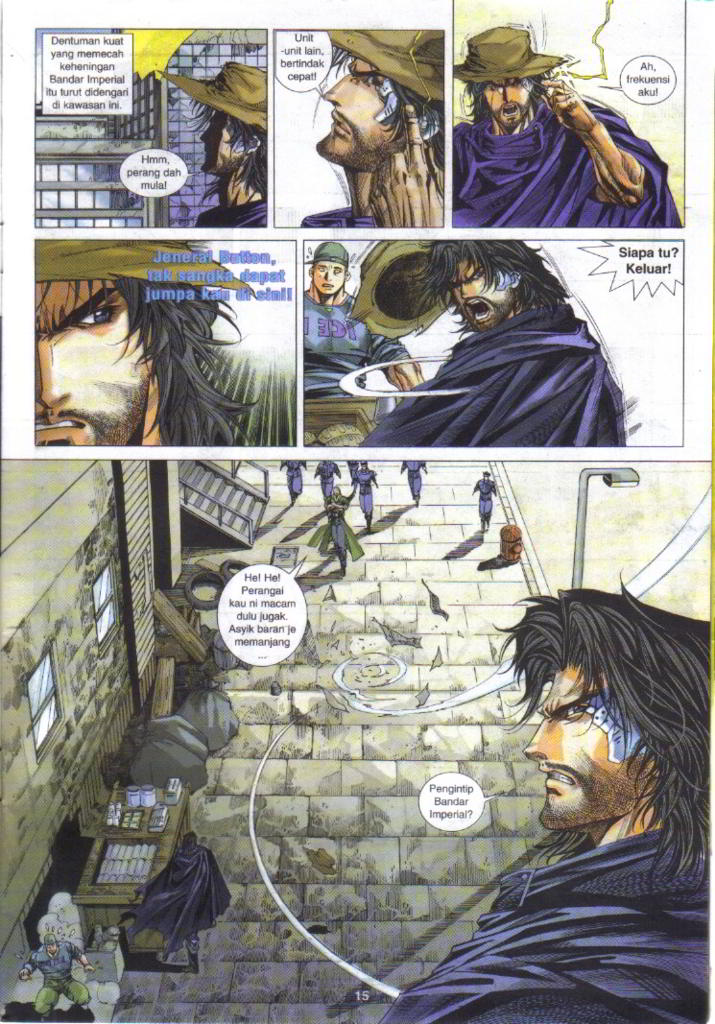 Dentuman kuat
yang memecah
keheningan
Bandar Imperial
itu turut didengari
di kawasan ini.
Hmm,
perang dah
mula!
Unit
-unit lain,
bertindak
cepat!
Ah,
frekuensi
aku!
Jeneral Button,
tak sangka dapat
jumpa kau di sini!
Siapa tu?
Keluar!
He! He!
Perangai
kau ni macam
dulu jugak.
Asyik baran je
memanjang
...
Pengintip
Bandar
Imperial?
15